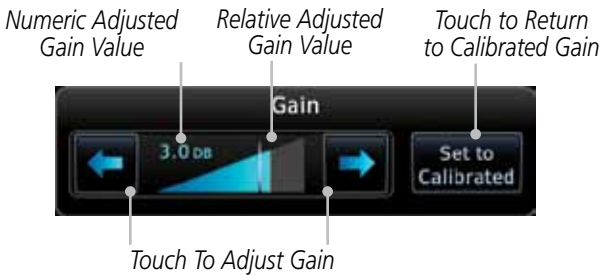 Numeric Adjusted
Gain Value
Relative Adjusted
Gain Value
Touch to Return
to Calibrated Gain
Gain
3.0 DB
Set to
Calibrated
Touch To Adjust Gain